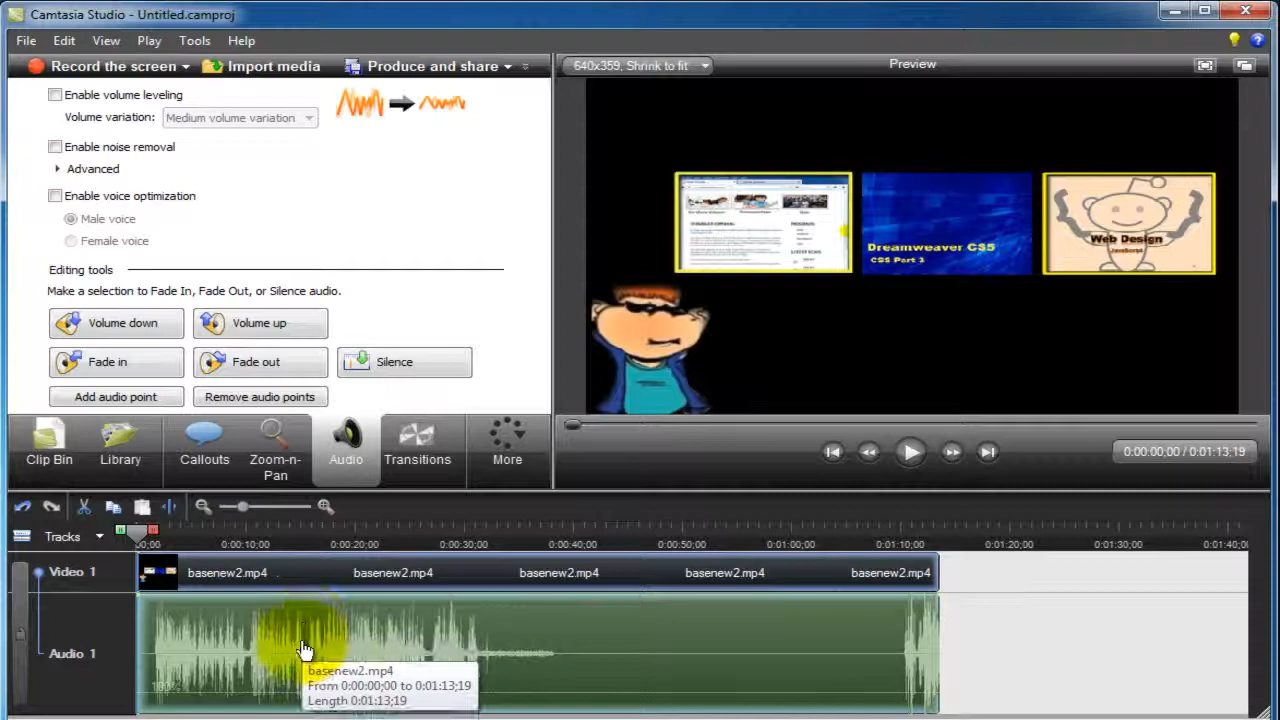 Camtasia Studio - Untitled.camproj
File Edit View Play Tools Help
Record the screen Import media Produce and share
640x359, Shrink to fit Preview
Enable volume leveling
Volume variation: Medium volume variation
Enable noise removal
Advanced
Enable voice optimization
Male voice
Female voice
Editing tools
Make a selection to Fade In, Fade Out, or Silence audio.
Volume down Volume up
Fade in Fade out Silence
Add audio point Remove audio points
Dreamweaver CS5
CSS Part 3
Web Design
JavaScript
Clip Bin Library Callouts Zoom-n-Pan Audio Transitions More
0:00:00;00 / 0:01:13;19
Tracks
00;00 0:00:10;00 0:00:20;00 0:00:30;00 0:00:40;00 0:00:50;00 0:01:00;00 0:01:10;00 0:01:20;00 0:01:30;00 0:01:40;0
Video 1 basenew2.mp4 basenew2.mp4 basenew2.mp4 basenew2.mp4 basenew2.mp4
Audio 1
100%
basenew2.mp4
From 0:00:00;00 to 0:01:13;19
Length 0:01:13;19